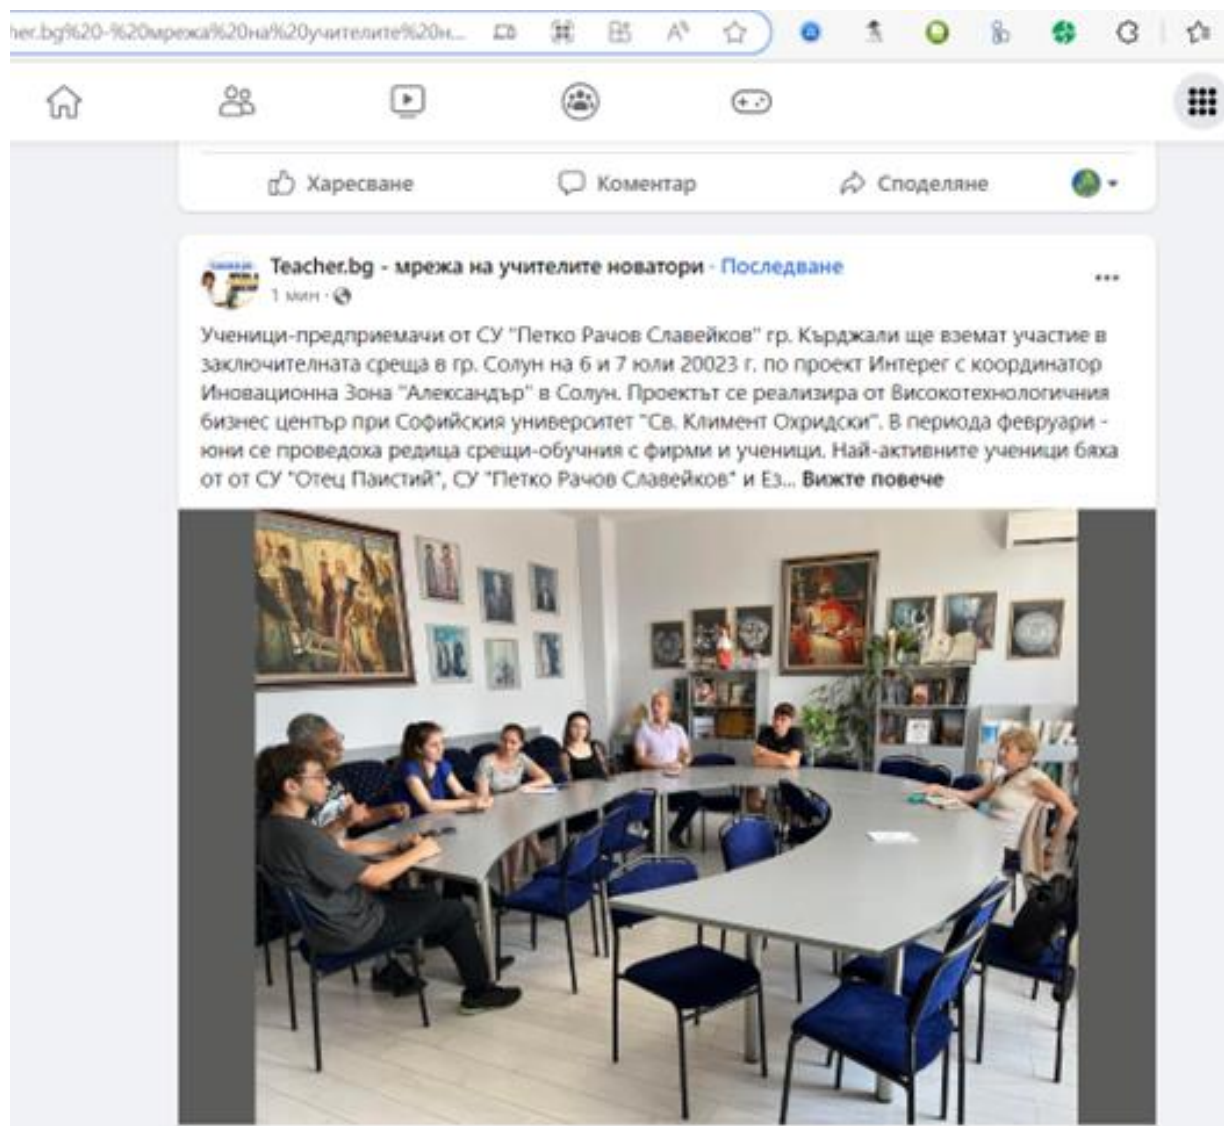 her.bg%20-%20мрежа%20на%20учителите%20н...
Харесване Коментар Споделяне
Teacher.bg - мрежа на учителите новатори · Последване
1 мин ·
Ученици-предприемачи от СУ "Петко Рачов Славейков" гр. Кърджали ще вземат участие в
заключителната среща в гр. Солун на 6 и 7 юли 20023 г. по проект Интерег с координатор
Иновационна Зона "Александър" в Солун. Проектът се реализира от Високотехнологичния
бизнес център при Софийския университет "Св. Климент Охридски". В периода февруари -
юни се проведоха редица срещи-обучния с фирми и ученици. Най-активните ученици бяха
от от СУ "Отец Паистий", СУ "Петко Рачов Славейков" и Ез... Вижте повече